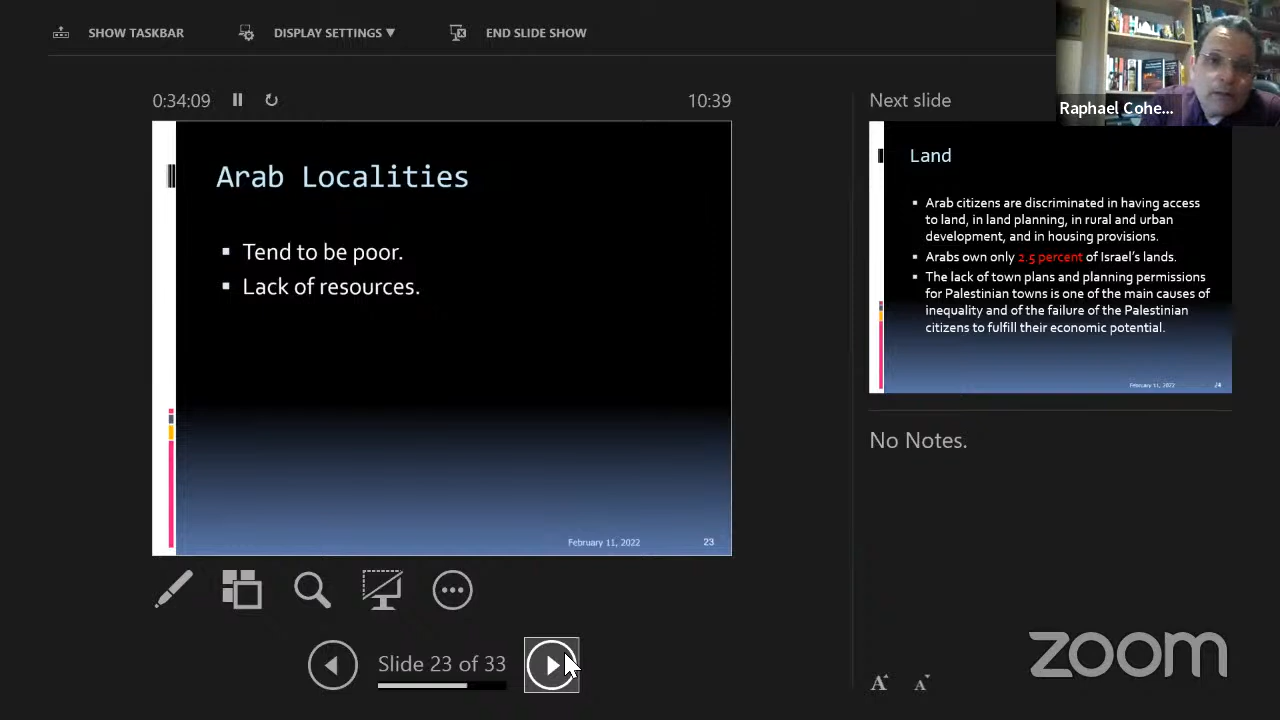 SHOW TASKBAR
DISPLAY SETTINGS ▼
END SLIDE SHOW
Raphael Cohe...
0:34:09
10:39
Next slide
Arab Localities
▪ Tend to be poor.
▪ Lack of resources.
February 11, 2022
23
Land
▪ Arab citizens are discriminated in having access
to land, in land planning, in rural and urban
development, and in housing provisions.
▪ Arabs own only 2.5 percent of Israel's lands.
▪ The lack of town plans and planning permissions
for Palestinian towns is one of the main causes of
inequality and of the failure of the Palestinian
citizens to fulfill their economic potential.
February 11, 2022
24
No Notes.
Slide 23 of 33
A
A
zoom